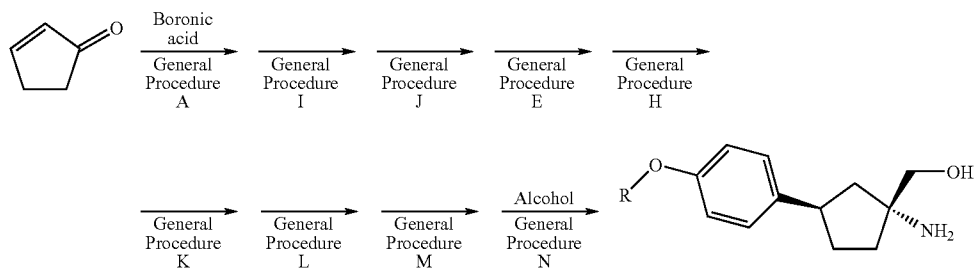 O
Boronic
acid
General
Procedure
A
General
Procedure
I
General
Procedure
J
General
Procedure
E
General
Procedure
H
General
Procedure
K
General
Procedure
L
General
Procedure
M
Alcohol
General
Procedure
N
O
R
OH
NH₂